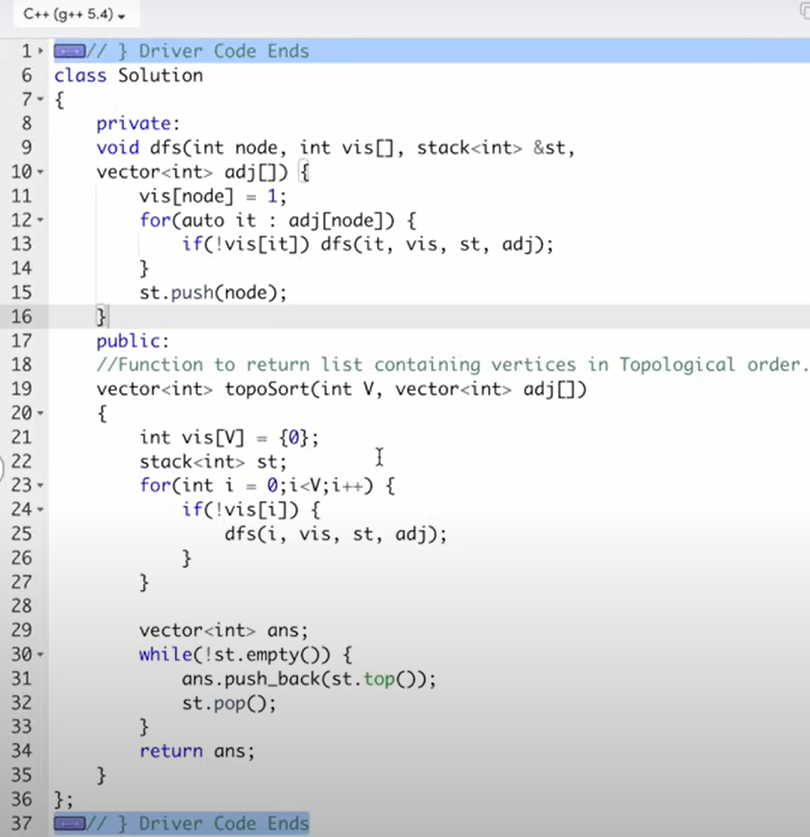 C++ (g++ 5.4)
1 // } Driver Code Ends
6 class Solution
7 {
8     private:
9     void dfs(int node, int vis[], stack<int> &st,
10     vector<int> adj[]) {
11         vis[node] = 1;
12         for(auto it : adj[node]) {
13             if(!vis[it]) dfs(it, vis, st, adj);
14         }
15         st.push(node);
16     }
17     public:
18     //Function to return list containing vertices in Topological order.
19     vector<int> topoSort(int V, vector<int> adj[])
20     {
21         int vis[V] = {0};
22         stack<int> st;
23         for(int i = 0;i<V;i++) {
24             if(!vis[i]) {
25                 dfs(i, vis, st, adj);
26             }
27         }
28
29         vector<int> ans;
30         while(!st.empty()) {
31             ans.push_back(st.top());
32             st.pop();
33         }
34         return ans;
35     }
36 };
37 // } Driver Code Ends